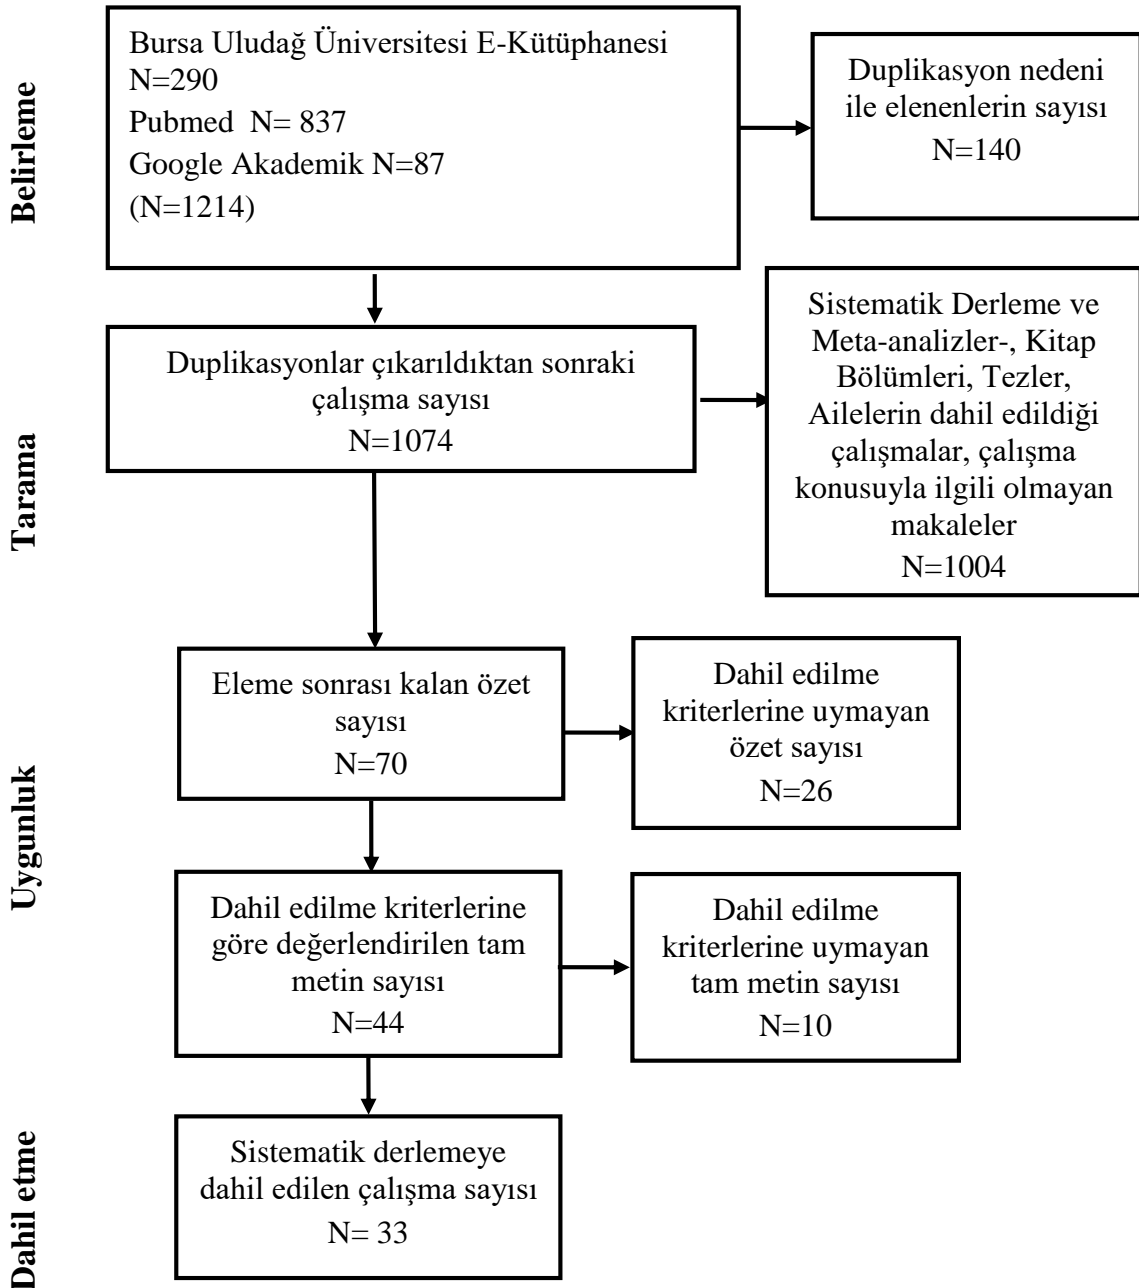 Belirleme
Bursa Uludağ Üniversitesi E-Kütüphanesi
N=290
Pubmed N= 837
Google Akademik N=87
(N=1214)
Duplikasyon nedeni
ile elenenlerin sayısı
N=140
Tarama
Duplikasyonlar çıkarıldıktan sonraki
çalışma sayısı
N=1074
Sistematik Derleme ve
Meta-analizler-, Kitap
Bölümleri, Tezler,
Ailelerin dahil edildiği
çalışmalar, çalışma
konusuyla ilgili olmayan
makaleler
N=1004
Uygunluk
Eleme sonrası kalan özet
sayısı
N=70
Dahil edilme
kriterlerine uymayan
özet sayısı
N=26
Dahil edilme kriterlerine
göre değerlendirilen tam
metin sayısı
N=44
Dahil edilme
kriterlerine uymayan
tam metin sayısı
N=10
Dahil etme
Sistematik derlemeye
dahil edilen çalışma sayısı
N= 33